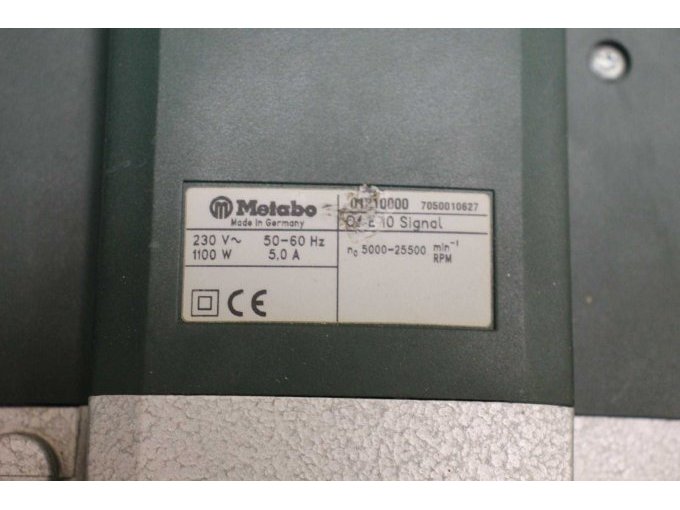 Metabo
Made in Germany
230 V~ 50-60 Hz
1100 W 5,0 A
CE
7050010627
E 10 Signal
n₀ 5000-25500 min⁻¹
RPM